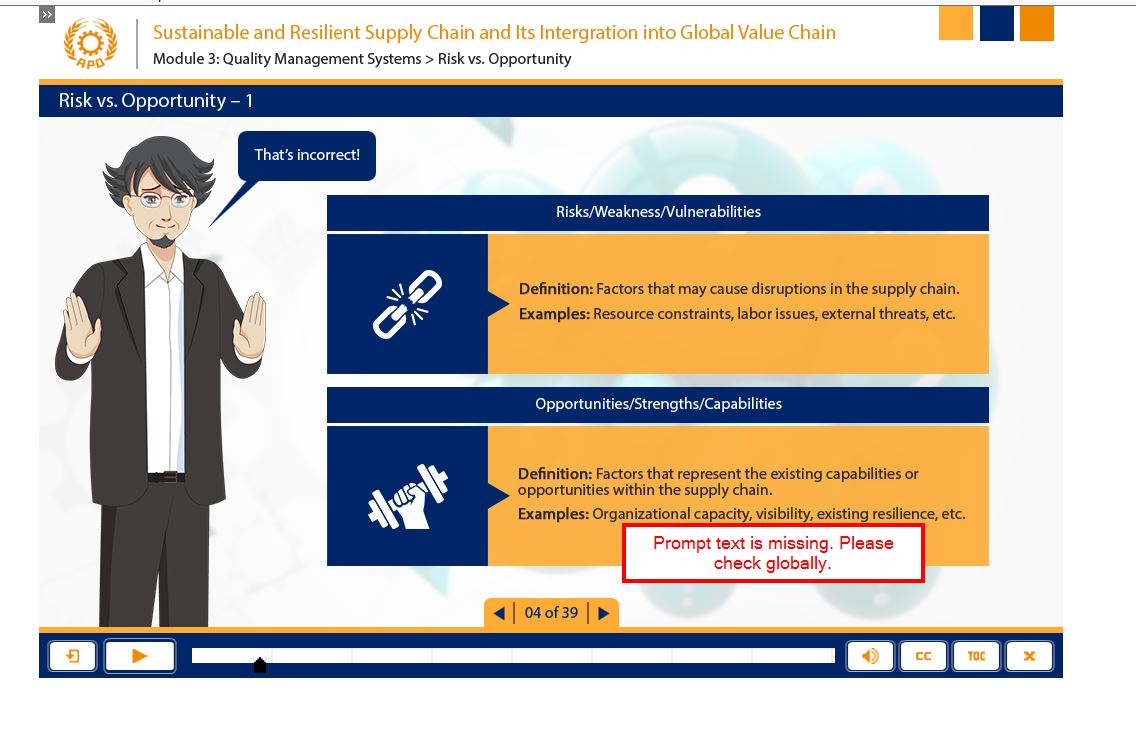 Sustainable and Resilient Supply Chain and Its Intergration into Global Value Chain
APO
Module 3: Quality Management Systems > Risk vs. Opportunity
Risk vs. Opportunity – 1
That's incorrect!
Risks/Weakness/Vulnerabilities
Definition: Factors that may cause disruptions in the supply chain.
Examples: Resource constraints, labor issues, external threats, etc.
Opportunities/Strengths/Capabilities
Definition: Factors that represent the existing capabilities or
opportunities within the supply chain.
Examples: Organizational capacity, visibility, existing resilience, etc.
Prompt text is missing. Please
check globally.
04 of 39
CC
TOC